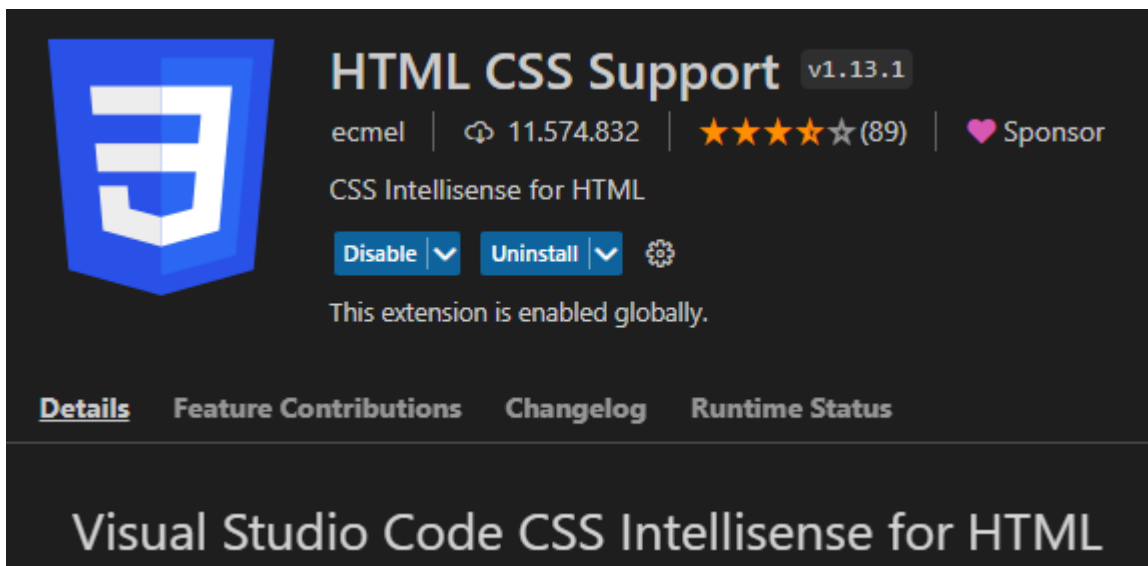 HTML CSS Support v1.13.1
ecmel 11.574.832 (89) Sponsor
CSS Intellisense for HTML
Disable Uninstall
This extension is enabled globally.
Details Feature Contributions Changelog Runtime Status
Visual Studio Code CSS Intellisense for HTML